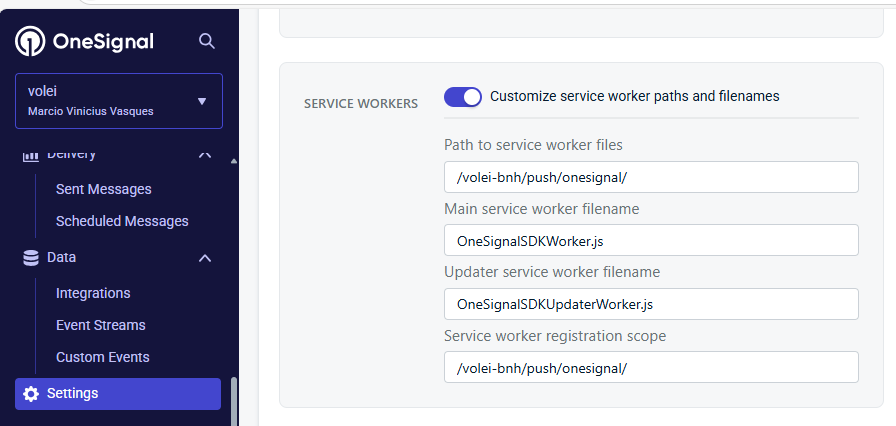 OneSignal
volei
Marcio Vinicius Vasques
Delivery
Sent Messages
Scheduled Messages
Data
Integrations
Event Streams
Custom Events
Settings
SERVICE WORKERS
Customize service worker paths and filenames
Path to service worker files
/volei-bnh/push/onesignal/
Main service worker filename
OneSignalSDKWorker.js
Updater service worker filename
OneSignalSDKUpdaterWorker.js
Service worker registration scope
/volei-bnh/push/onesignal/